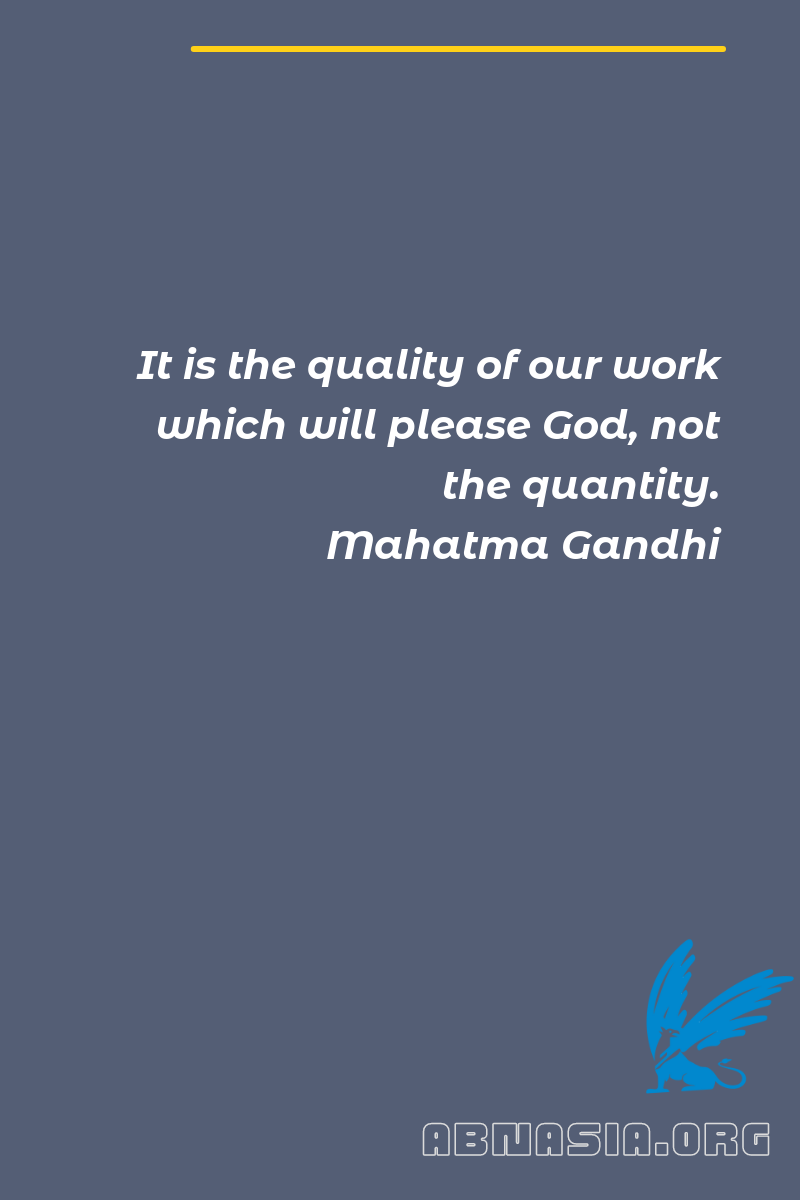 It is the quality of our work
which will please God, not
the quantity.
Mahatma Gandhi
ABNASIA.ORG